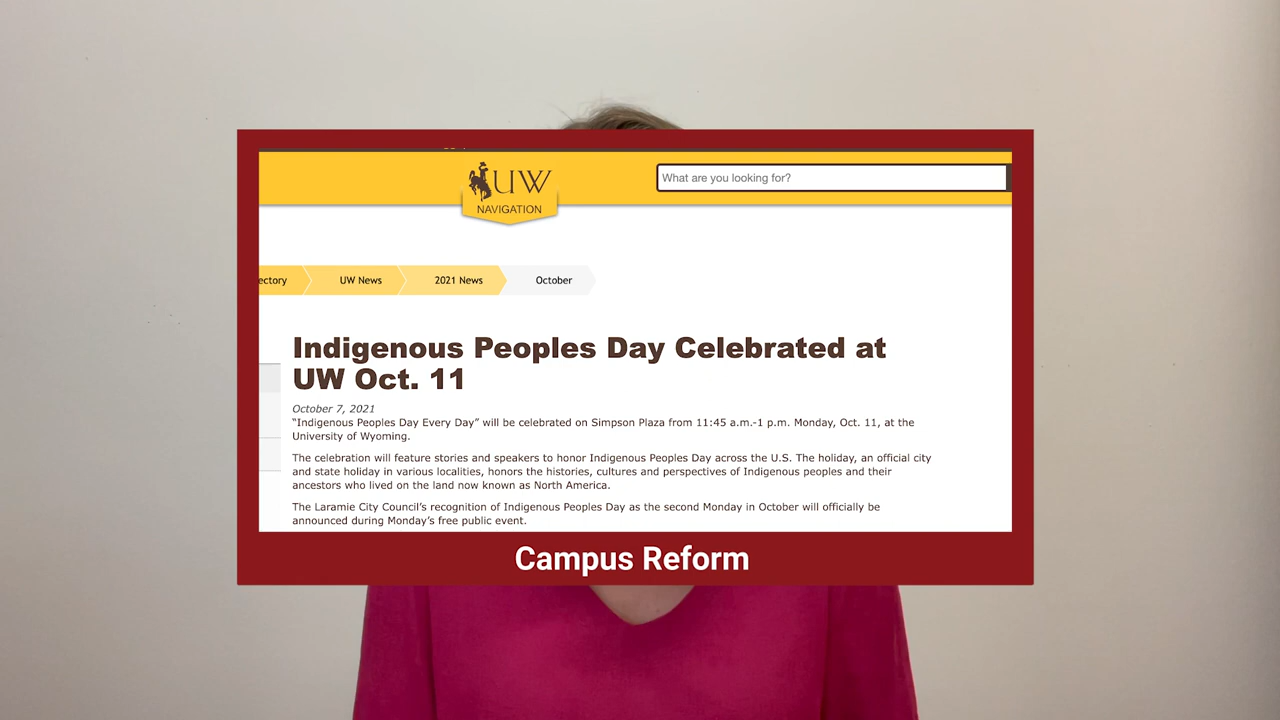 UW
What are you looking for?
NAVIGATION
ectory
UW News
2021 News
October
Indigenous Peoples Day Celebrated at
UW Oct. 11
October 7, 2021
“Indigenous Peoples Day Every Day” will be celebrated on Simpson Plaza from 11:45 a.m.-1 p.m. Monday, Oct. 11, at the
University of Wyoming.
The celebration will feature stories and speakers to honor Indigenous Peoples Day across the U.S. The holiday, an official city
and state holiday in various localities, honors the histories, cultures and perspectives of Indigenous peoples and their
ancestors who lived on the land now known as North America.
The Laramie City Council’s recognition of Indigenous Peoples Day as the second Monday in October will officially be
announced during Monday’s free public event.
Campus Reform